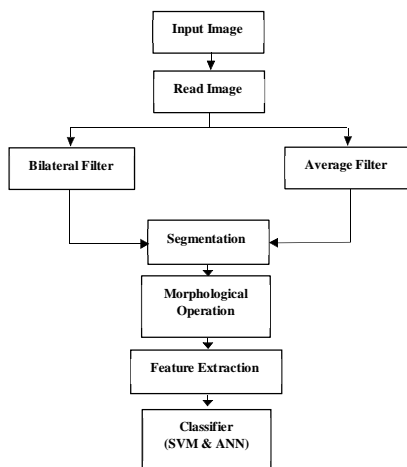 Input Image
Read Image
Bilateral Filter
Average Filter
Segmentation
Morphological
Operation
Feature Extraction
Classifier
(SVM & ANN)